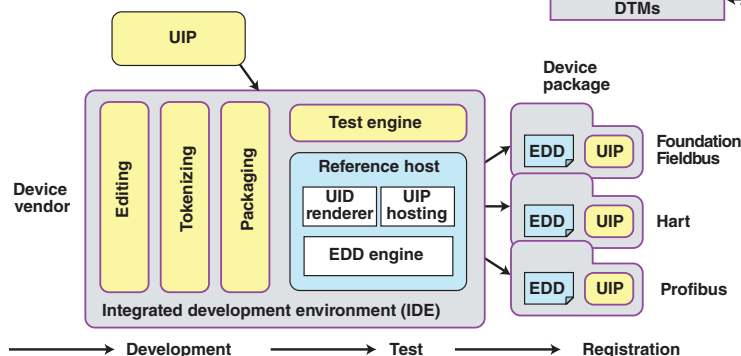 DTMs
UIP
Device
package
Test engine
Foundation
Fieldbus
EDD
UIP
Reference host
Device
vendor
Editing
Tokenizing
Packaging
UID
renderer
UIP
hosting
Hart
EDD
UIP
EDD engine
Profibus
EDD
UIP
Integrated development environment (IDE)
Development
Test
Registration